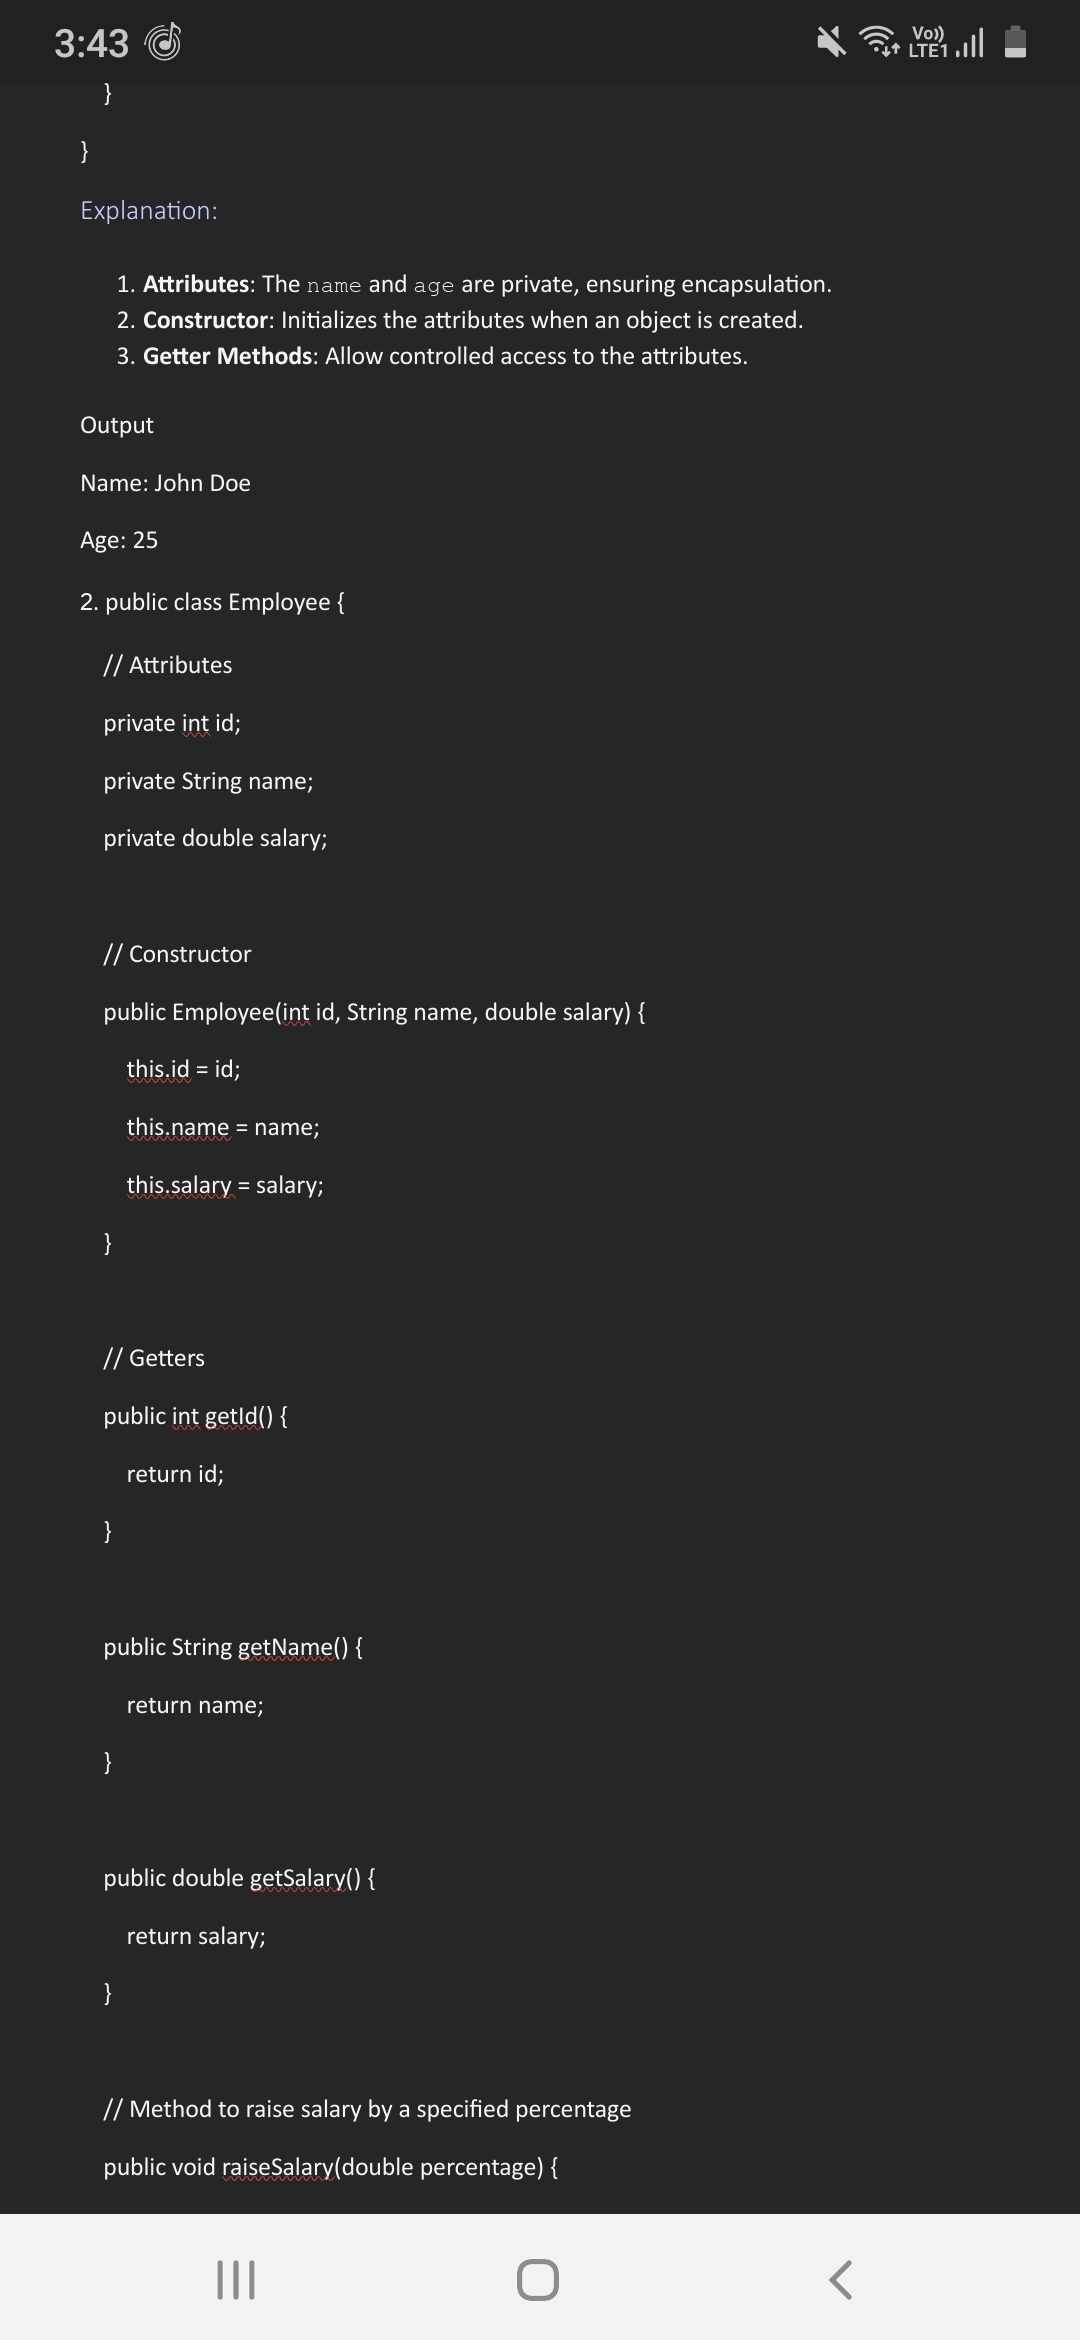 3:43
Vo))
LTE1
}
}
Explanation:
1. Attributes: The name and age are private, ensuring encapsulation.
2. Constructor: Initializes the attributes when an object is created.
3. Getter Methods: Allow controlled access to the attributes.
Output
Name: John Doe
Age: 25
2. public class Employee {
// Attributes
private int id;
private String name;
private double salary;
// Constructor
public Employee(int id, String name, double salary) {
this.id = id;
this.name = name;
this.salary = salary;
}
// Getters
public int getId() {
return id;
}
public String getName() {
return name;
}
public double getSalary() {
return salary;
}
// Method to raise salary by a specified percentage
public void raiseSalary(double percentage) {